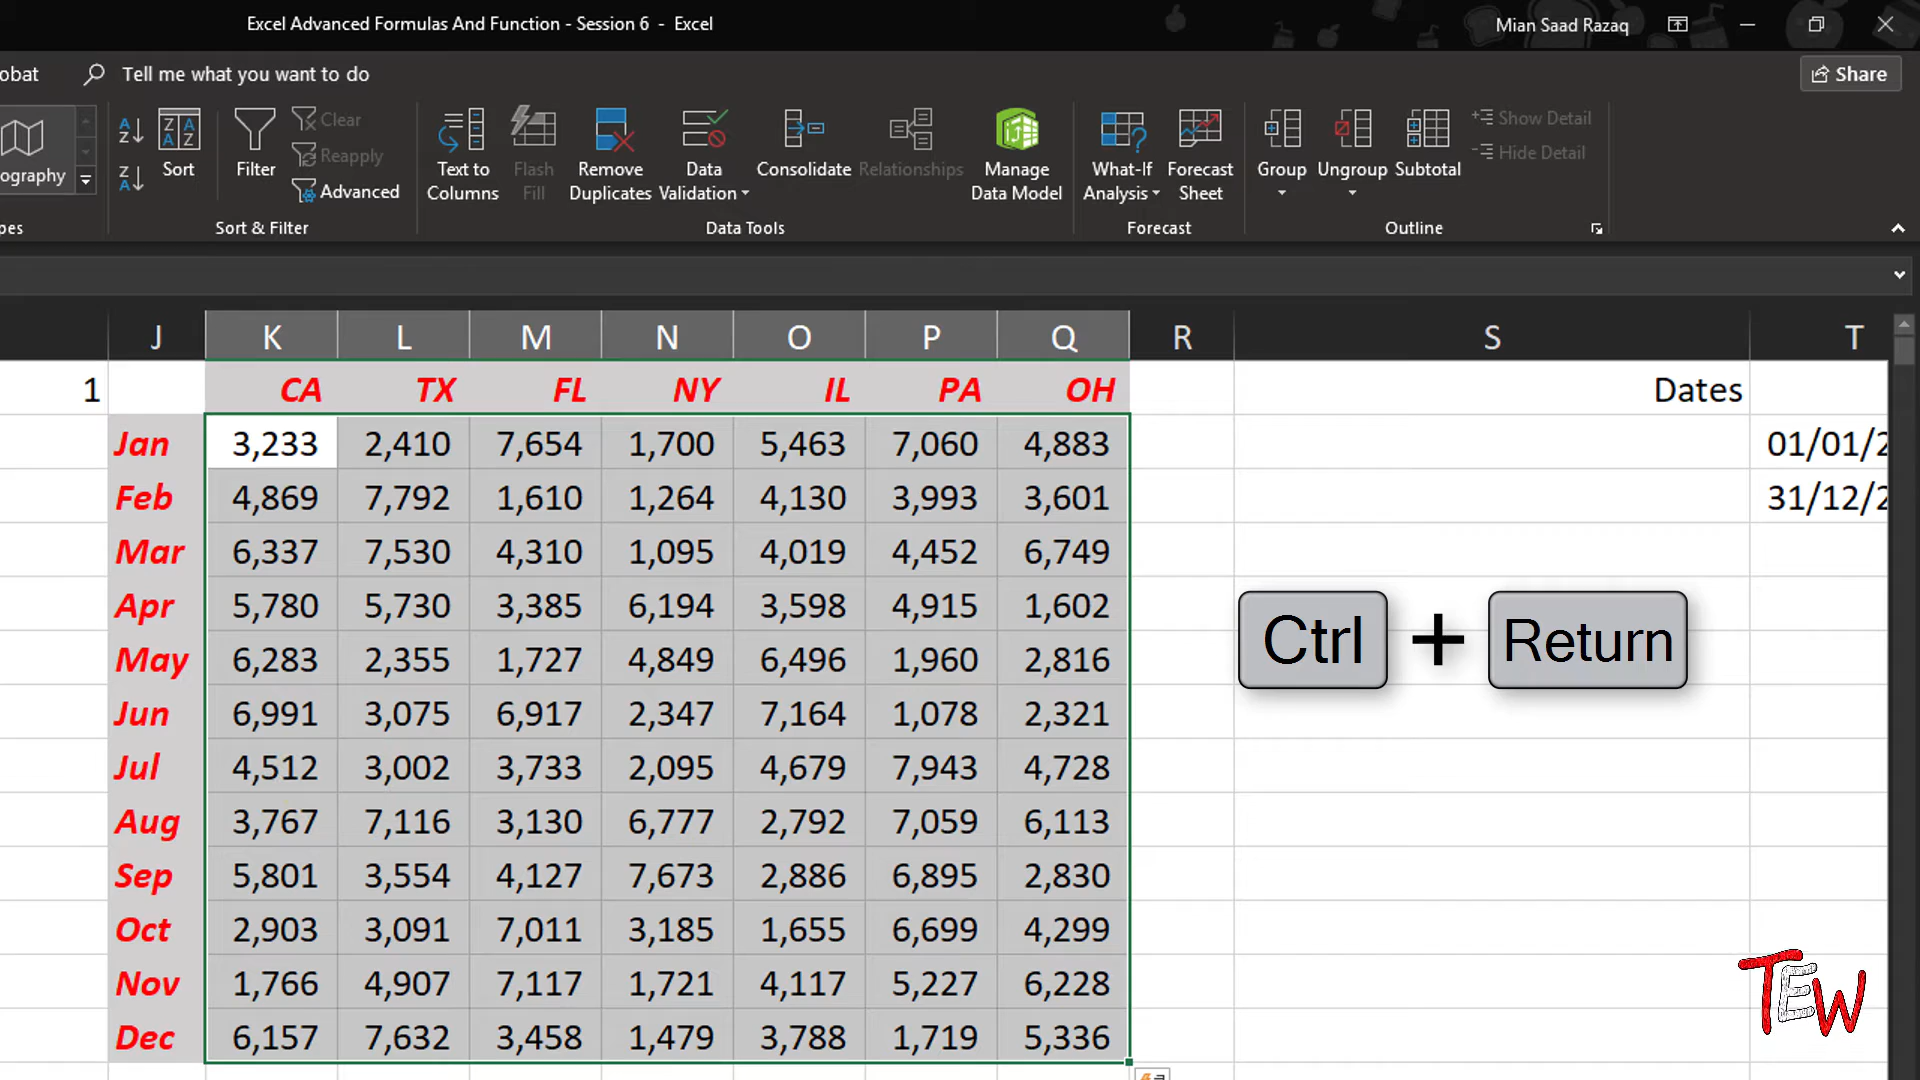 Excel Advanced Formulas And Function - Session 6 - Excel
Mian Saad Razaq
obat
Tell me what you want to do
Share
ography
Sort
Filter
Clear
Reapply
Advanced
Text to
Columns
Flash
Fill
Remove
Duplicates
Data
Validation
Consolidate
Relationships
Manage
Data Model
What-If
Analysis
Forecast
Sheet
Group
Ungroup
Subtotal
Show Detail
Hide Detail
pes
Sort & Filter
Data Tools
Forecast
Outline
J K L M N O P Q R S T
1 CA TX FL NY IL PA OH Dates
Jan 3,233 2,410 7,654 1,700 5,463 7,060 4,883 01/01/2
Feb 4,869 7,792 1,610 1,264 4,130 3,993 3,601 31/12/2
Mar 6,337 7,530 4,310 1,095 4,019 4,452 6,749
Apr 5,780 5,730 3,385 6,194 3,598 4,915 1,602
May 6,283 2,355 1,727 4,849 6,496 1,960 2,816
Ctrl + Return
Jun 6,991 3,075 6,917 2,347 7,164 1,078 2,321
Jul 4,512 3,002 3,733 2,095 4,679 7,943 4,728
Aug 3,767 7,116 3,130 6,777 2,792 7,059 6,113
Sep 5,801 3,554 4,127 7,673 2,886 6,895 2,830
Oct 2,903 3,091 7,011 3,185 1,655 6,699 4,299
Nov 1,766 4,907 7,117 1,721 4,117 5,227 6,228
Dec 6,157 7,632 3,458 1,479 3,788 1,719 5,336
TEW